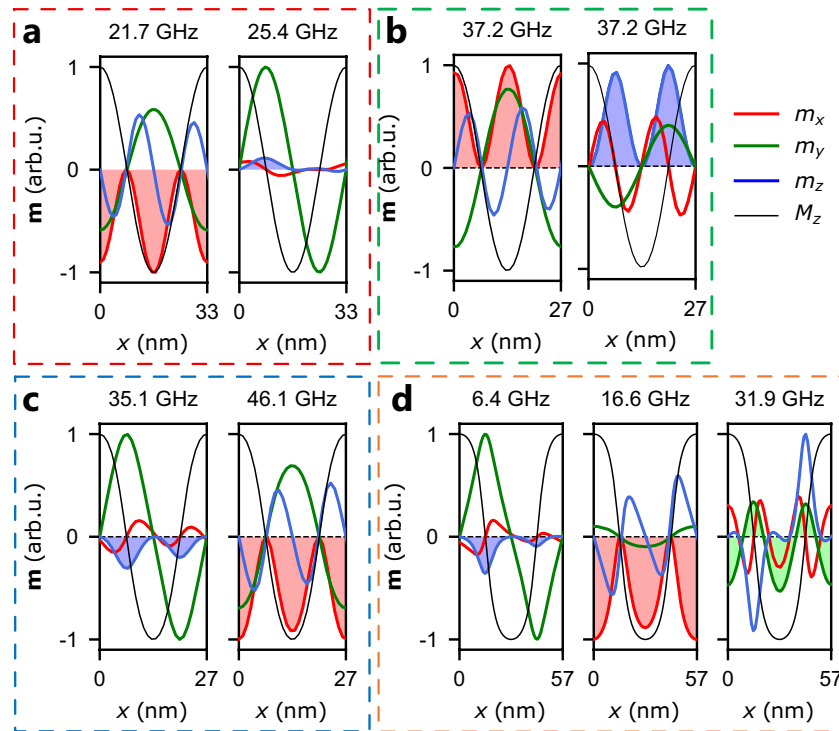 a
21.7 GHz
25.4 GHz
m (arb.u.)
1
0
-1
0
33
0
33
x (nm)
x (nm)
b
37.2 GHz
37.2 GHz
m (arb.u.)
1
0
-1
0
27
0
27
x (nm)
x (nm)
m_x
m_y
m_z
M_z
c
35.1 GHz
46.1 GHz
m (arb.u.)
1
0
-1
0
27
0
27
x (nm)
x (nm)
d
6.4 GHz
16.6 GHz
31.9 GHz
m (arb.u.)
1
0
-1
0
57
0
57
0
57
x (nm)
x (nm)
x (nm)